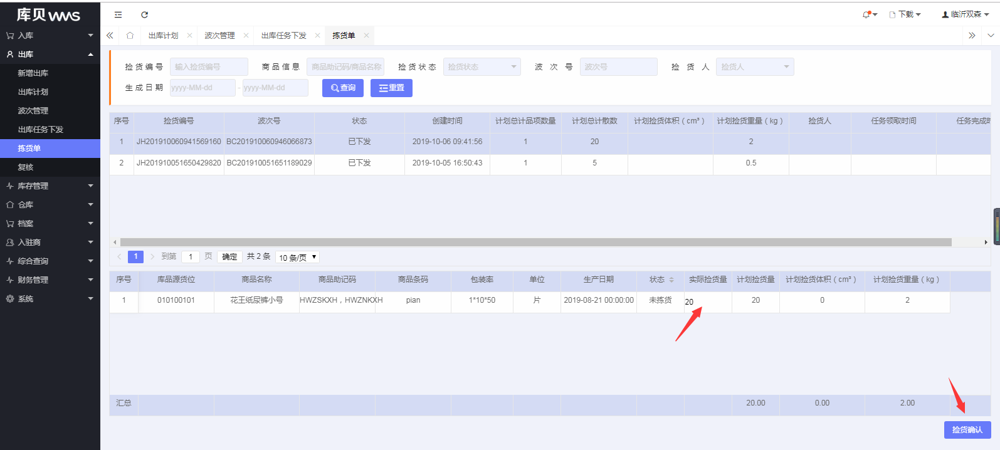 库贝WMS
入库
出库
新增出库
出库计划
波次管理
出库任务下发
拣货单
复核
库存管理
仓库
档案
入驻商
综合查询
财务管理
系统
下载 临沂双森
出库计划 波次管理 出库任务下发 拣货单
捡货编号 输入捡货编号 商品信息 商品助记码/商品名称 捡货状态 捡货状态 波次号 波次号 捡货人 捡货人
生成日期 yyyy-MM-dd - yyyy-MM-dd 查询 重置
序号 捡货编号 波次号 状态 创建时间 计划总计品项数量 计划总计散数 计划捡货体积(cm³) 计划捡货重量(kg) 捡货人 任务领取时间 任务完成时
1 JH201910060941569160 BC201910060946066873 已下发 2019-10-06 09:41:56 1 20 2
2 JH201910051650429820 BC201910051651189029 已下发 2019-10-05 16:50:43 1 5 0.5
1 到第 1 页 确定 共 2 条 10 条/页
序号 库品源货位 商品名称 商品助记码 商品条码 包装率 单位 生产日期 状态 实际捡货量 计划捡货量 计划捡货体积(cm³) 计划捡货重量(kg)
1 010100101 花王纸尿裤小号 HWZSKXH，HWZNKXH pian 1*10*50 片 2019-08-21 00:00:00 未拣货 20 20 0 2
汇总 20.00 0.00 2.00
捡货确认